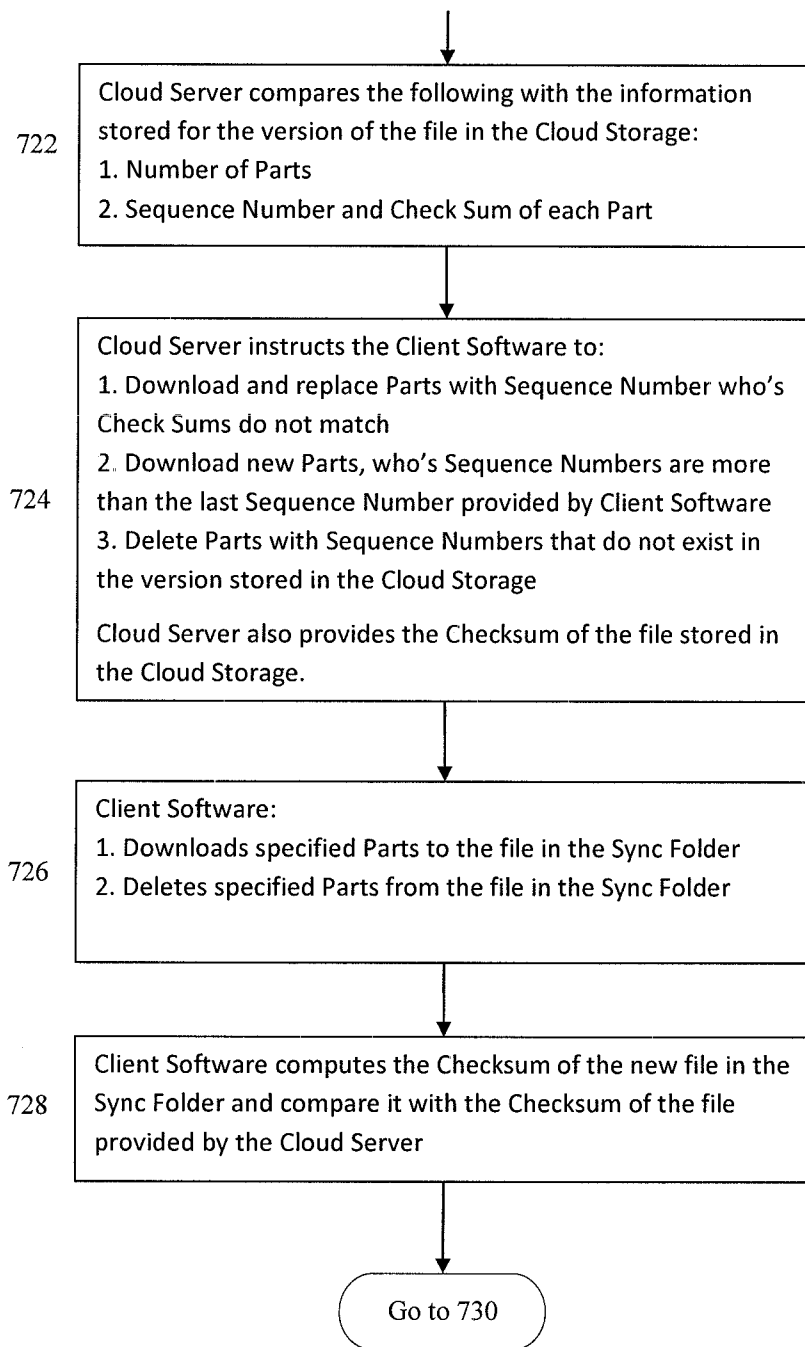 722
Cloud Server compares the following with the information
stored for the version of the file in the Cloud Storage:
1. Number of Parts
2. Sequence Number and Check Sum of each Part
724
Cloud Server instructs the Client Software to:
1. Download and replace Parts with Sequence Number who's
Check Sums do not match
2. Download new Parts, who's Sequence Numbers are more
than the last Sequence Number provided by Client Software
3. Delete Parts with Sequence Numbers that do not exist in
the version stored in the Cloud Storage
Cloud Server also provides the Checksum of the file stored in
the Cloud Storage.
726
Client Software:
1. Downloads specified Parts to the file in the Sync Folder
2. Deletes specified Parts from the file in the Sync Folder
728
Client Software computes the Checksum of the new file in the
Sync Folder and compare it with the Checksum of the file
provided by the Cloud Server
Go to 730